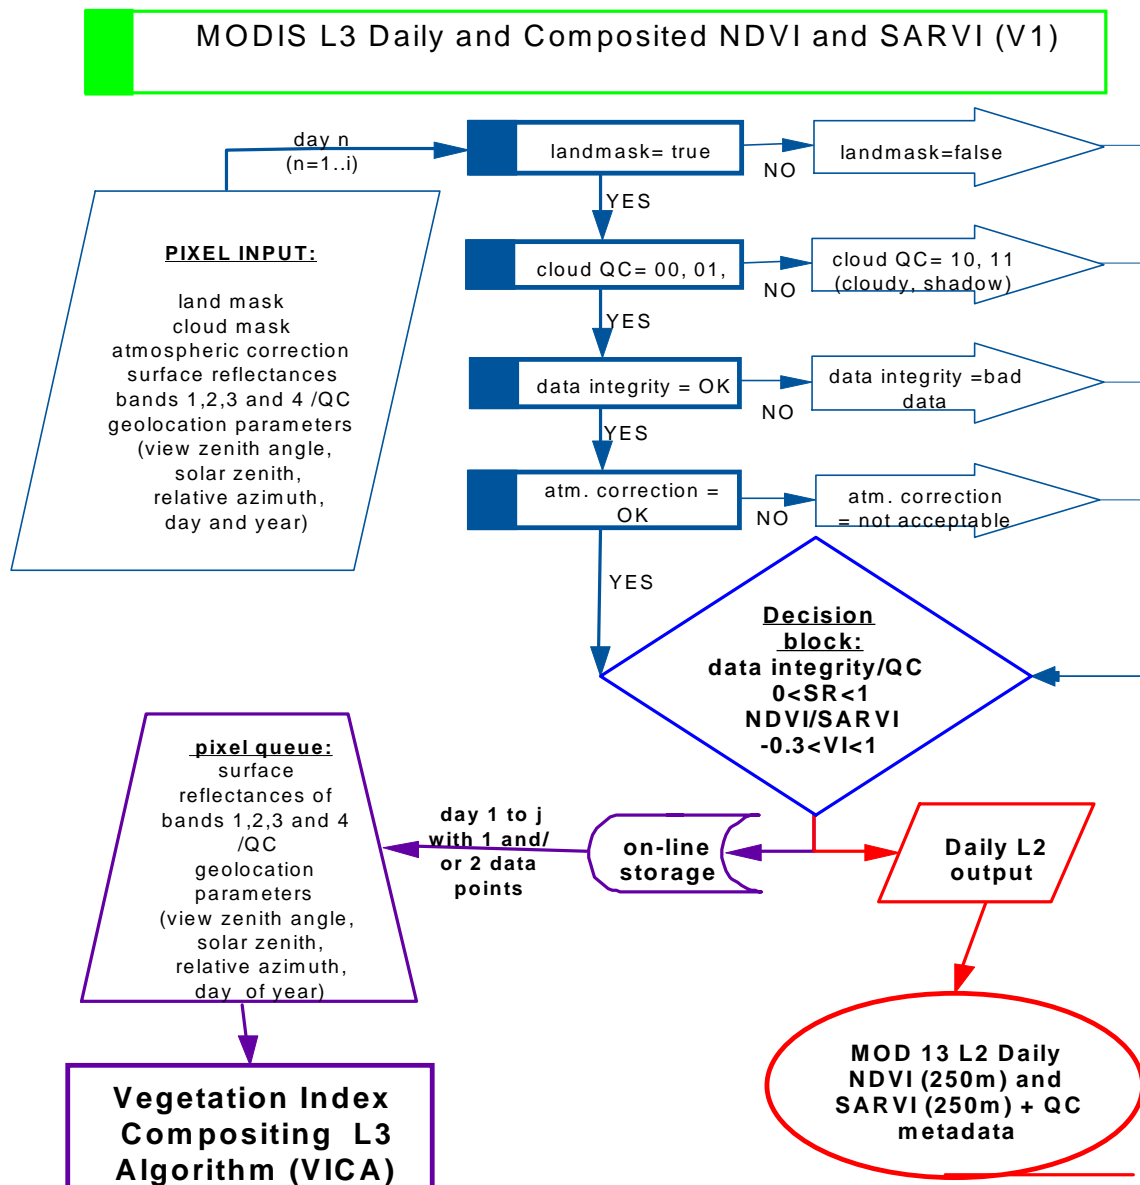 MODIS L3 Daily and Composited NDVI and SARVI (V1)
day n
(n=1..i)
landmask= true
NO
landmask=false
YES
PIXEL INPUT:
land mask
cloud mask
atmospheric correction
surface reflectances
bands 1,2,3 and 4 /QC
geolocation parameters
(view zenith angle,
solar zenith,
relative azimuth,
day and year)
cloud QC= 00, 01,
NO
cloud QC= 10, 11
(cloudy, shadow)
YES
data integrity = OK
NO
data integrity =bad
data
YES
atm. correction =
OK
NO
atm. correction
= not acceptable
YES
Decision
block:
data integrity/QC
0<SR<1
NDVI/SARVI
-0.3<VI<1
pixel queue:
surface
reflectances of
bands 1,2,3 and 4
/QC
geolocation
parameters
(view zenith angle,
solar zenith,
relative azimuth,
day of year)
day 1 to j
with 1 and/
or 2 data
points
on-line
storage
Daily L2
output
MOD 13 L2 Daily
NDVI (250m) and
SARVI (250m) + QC
metadata
Vegetation Index
Compositing L3
Algorithm (VICA)